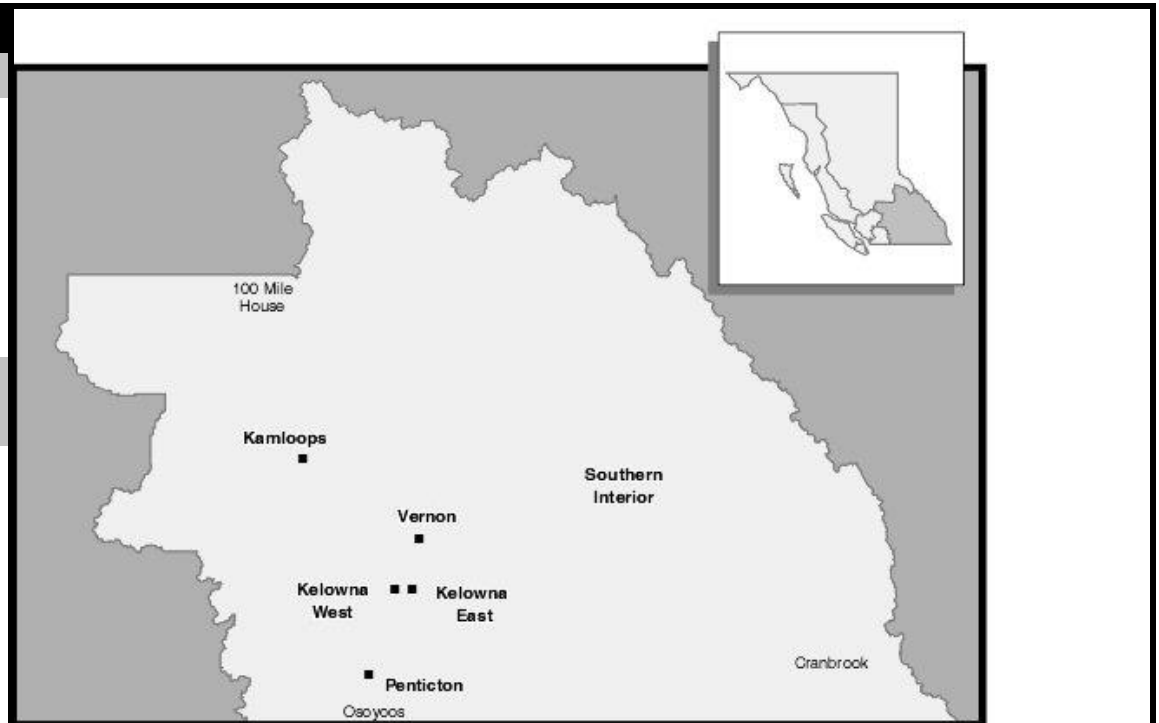 100 Mile
House
Kamloops
Southern
Interior
Vernon
Kelowna
West
Kelowna
East
Cranbrook
Penticton
Osoyoos